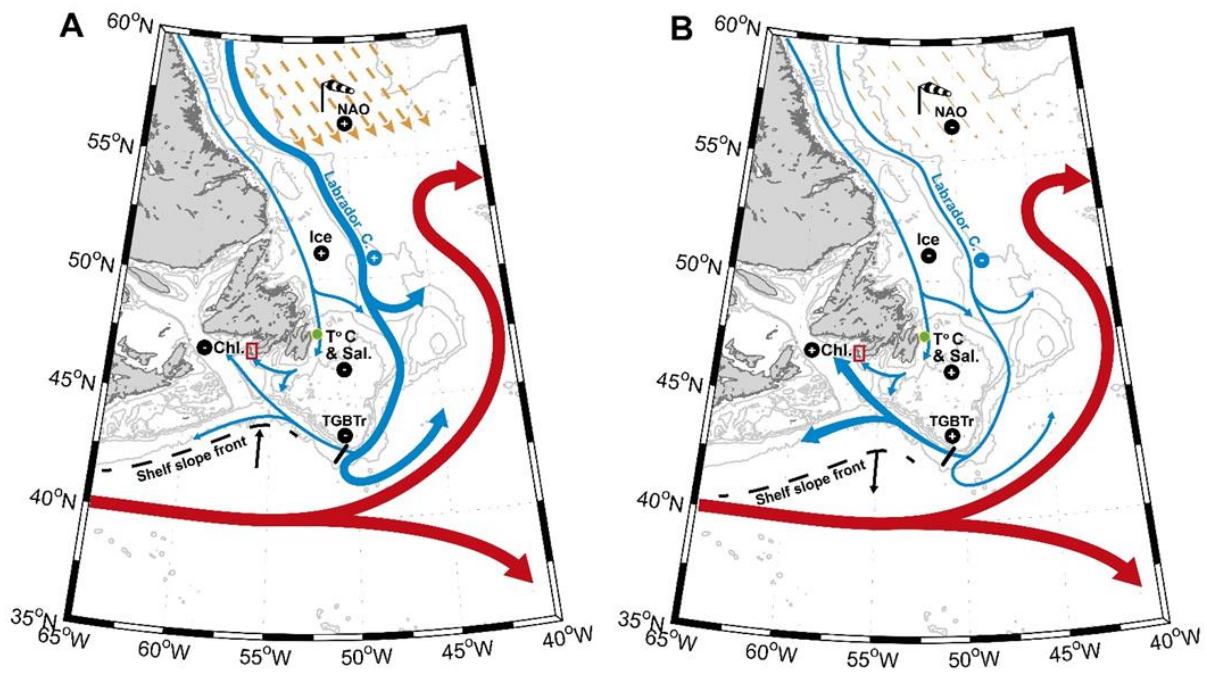 A
60°N
55°N
50°N
45°N
40°N
35°N
65°W
60°W
55°W
50°W
45°W
40°W
NAO
+
Labrador C.
+
Ice
+
T° C
& Sal.
-
Chl.
-
TGBTr
-
Shelf slope front
B
60°N
55°N
50°N
45°N
40°N
35°N
65°W
60°W
55°W
50°W
45°W
40°W
NAO
-
Labrador C.
-
Ice
-
T° C
& Sal.
+
Chl.
+
TGBTr
+
Shelf slope front